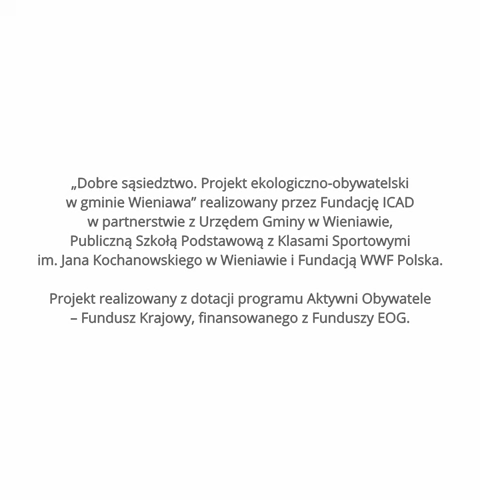 „Dobre sąsiedztwo. Projekt ekologiczno-obywatelski
w gminie Wieniawa” realizowany przez Fundację ICAD
w partnerstwie z Urzędem Gminy w Wieniawie,
Publiczną Szkołą Podstawową z Klasami Sportowymi
im. Jana Kochanowskiego w Wieniawie i Fundacją WWF Polska.
Projekt realizowany z dotacji programu Aktywni Obywatele
– Fundusz Krajowy, finansowanego z Funduszy EOG.